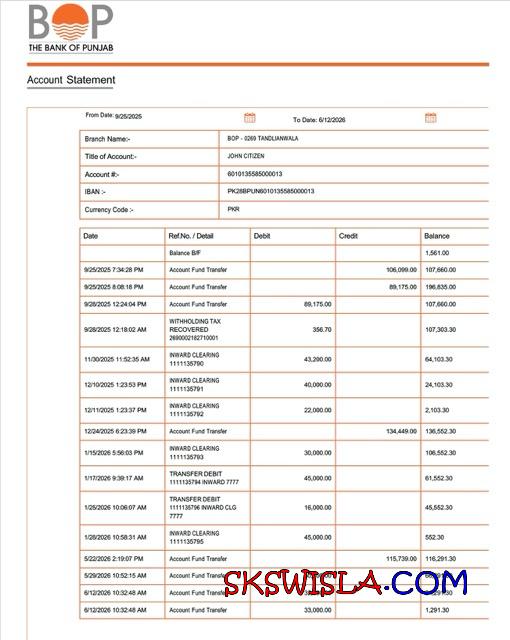 BOP
THE BANK OF PUNJAB
Account Statement
From Date: 9/25/2025 To Date: 6/12/2026
Branch Name:- BOP - 0269 TANDLIANWALA
Title of Account:- JOHN CITIZEN
Account #:- 6010135585000013
IBAN :- PK28BPUN6010135585000013
Currency Code :- PKR
Date Ref.No. / Detail Debit Credit Balance
Balance B/F 1,561.00
9/25/2025 7:34:28 PM Account Fund Transfer 106,099.00 107,660.00
9/25/2025 8:08:18 PM Account Fund Transfer 89,175.00 196,835.00
9/28/2025 12:24:04 PM Account Fund Transfer 89,175.00 107,660.00
WITHHOLDING TAX
9/28/2025 12:18:02 AM RECOVERED 356.70 107,303.30
2690002182710001
11/30/2025 11:52:35 AM INWARD CLEARING 43,200.00 64,103.30
1111135790
12/10/2025 1:23:53 PM INWARD CLEARING 40,000.00 24,103.30
1111135791
12/11/2025 1:23:37 PM INWARD CLEARING 22,000.00 2,103.30
1111135792
12/24/2025 6:23:39 PM Account Fund Transfer 134,449.00 136,552.30
1/15/2026 5:56:03 PM INWARD CLEARING 30,000.00 106,552.30
1111135793
1/17/2026 9:39:17 AM TRANSFER DEBIT 45,000.00 61,552.30
1111135794 INWARD 7777
1/25/2026 10:06:07 AM TRANSFER DEBIT 16,000.00 45,552.30
1111135796 INWARD CLG
7777
1/28/2026 10:58:31 AM INWARD CLEARING 45,000.00 552.30
1111135795
5/22/2026 2:19:07 PM Account Fund Transfer 115,739.00 116,291.30
5/29/2026 10:52:15 AM Account Fund Transfer
6/12/2026 10:32:48 AM Account Fund Transfer
6/12/2026 10:32:48 AM Account Fund Transfer 33,000.00 1,291.30
SKSWISLA.COM